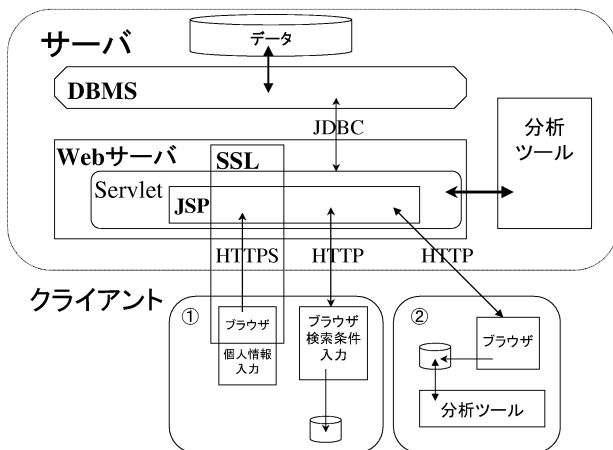 サーバ
データ
DBMS
JDBC
分析
ツール
Webサーバ
SSL
Servlet
JSP
HTTPS
HTTP
HTTP
クライアント
①
ブラウザ
個人情報
入力
ブラウザ
検索条件
入力
②
ブラウザ
分析ツール